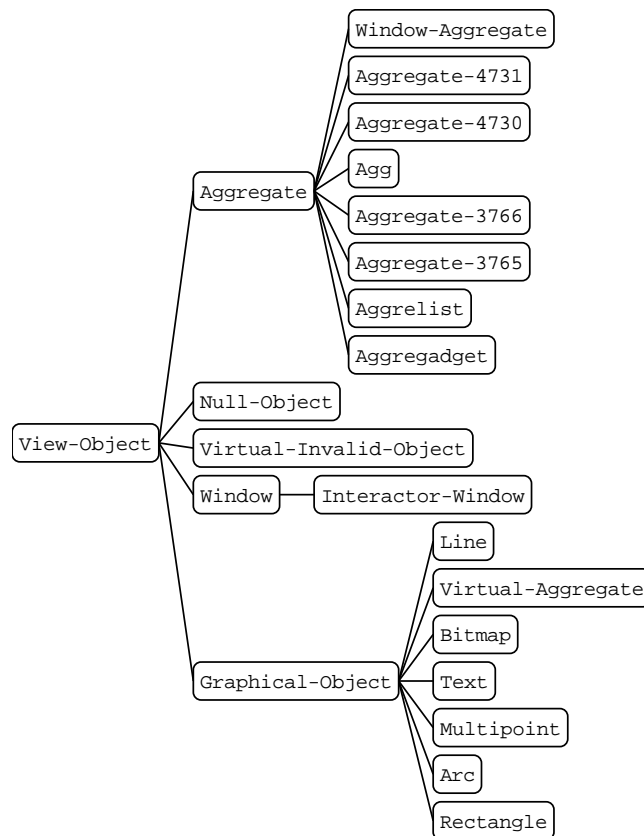 Window-Aggregate
Aggregate-4731
Aggregate-4730
Agg
Aggregate
Aggregate-3766
Aggregate-3765
Aggrelist
Aggregadget
Null-Object
View-Object
Virtual-Invalid-Object
Window
Interactor-Window
Line
Virtual-Aggregate
Bitmap
Graphical-Object
Text
Multipoint
Arc
Rectangle